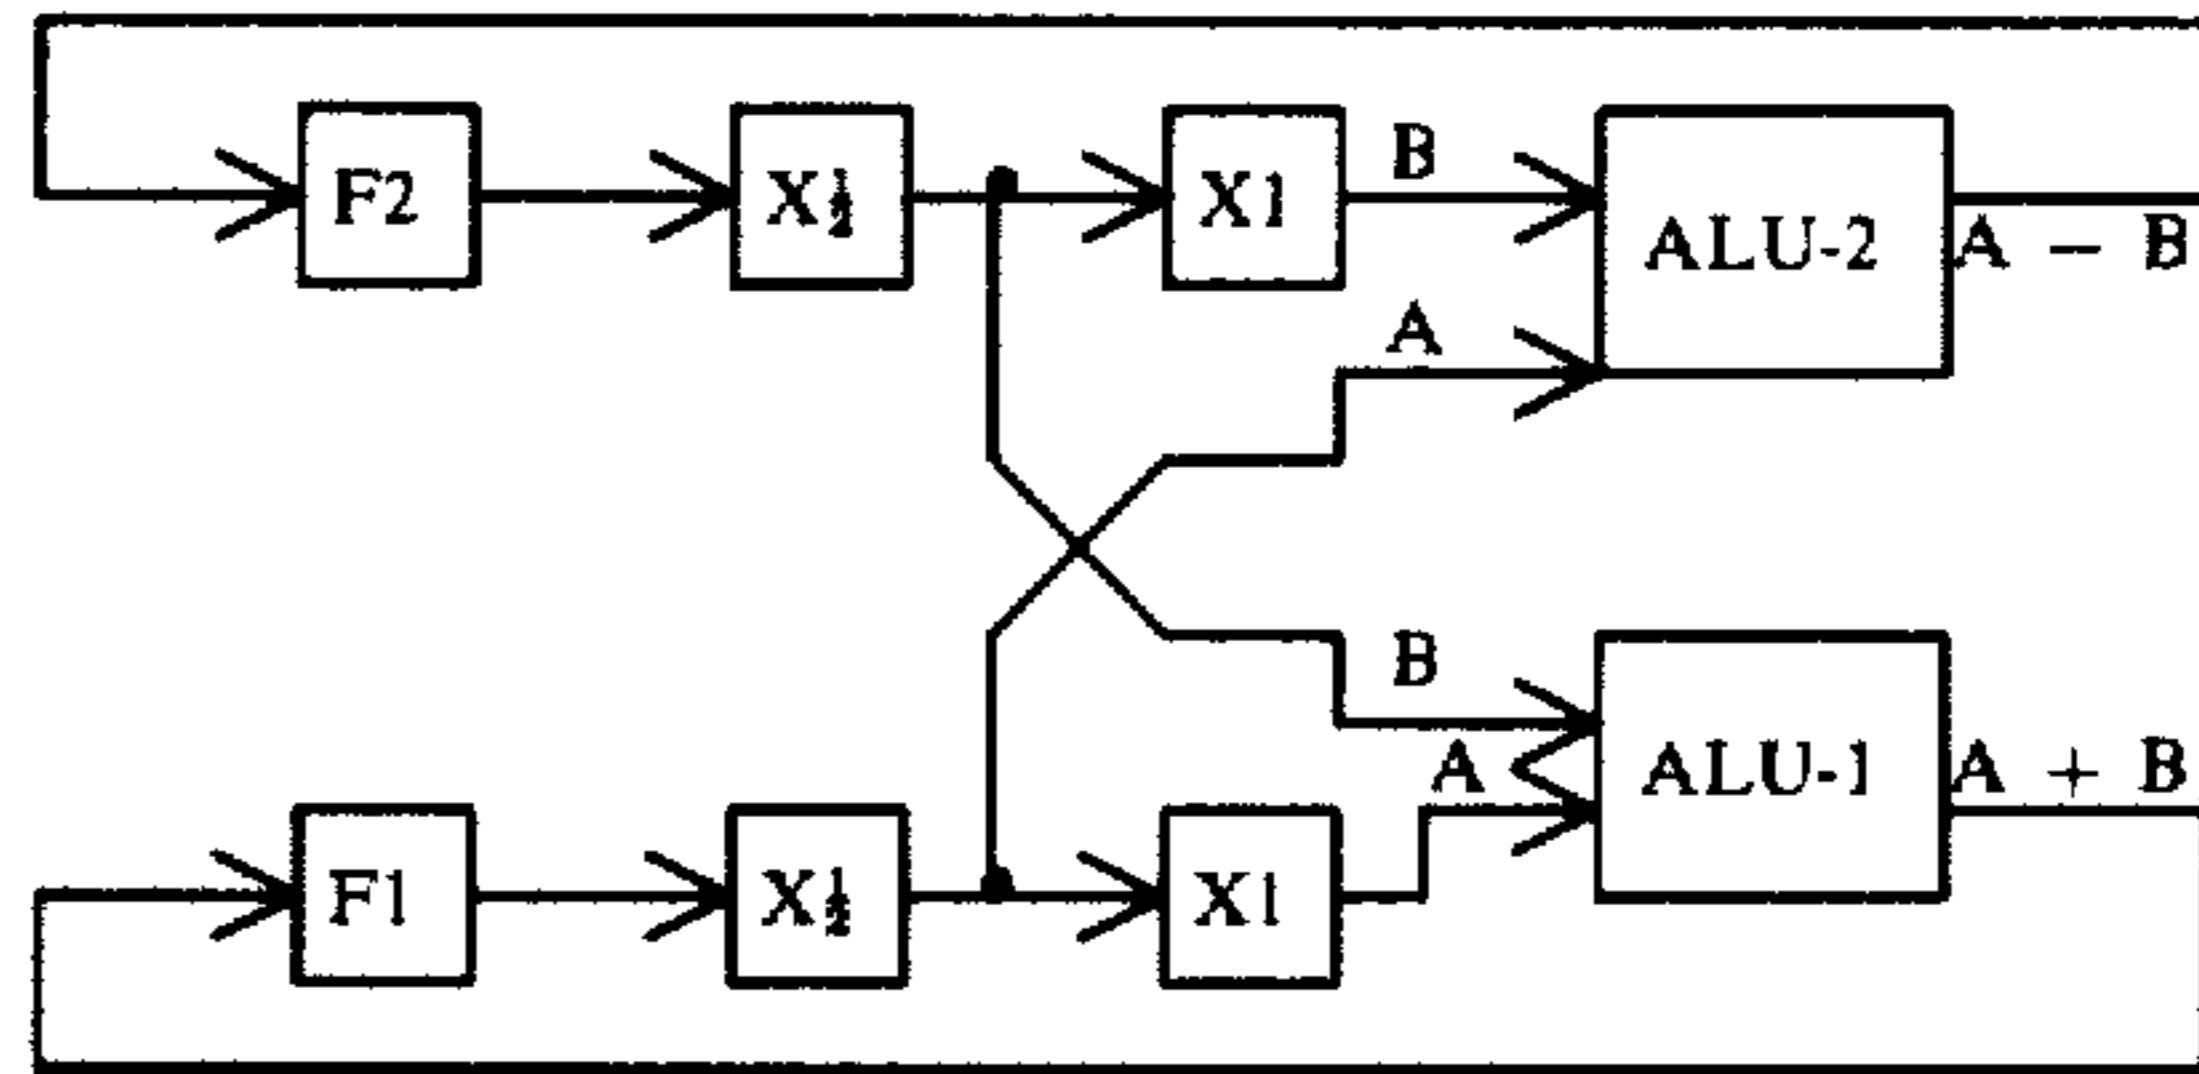 F2 X½ X1 B ALU-2 A − B
A
B
F1 X½ X1 A ALU-1 A + B